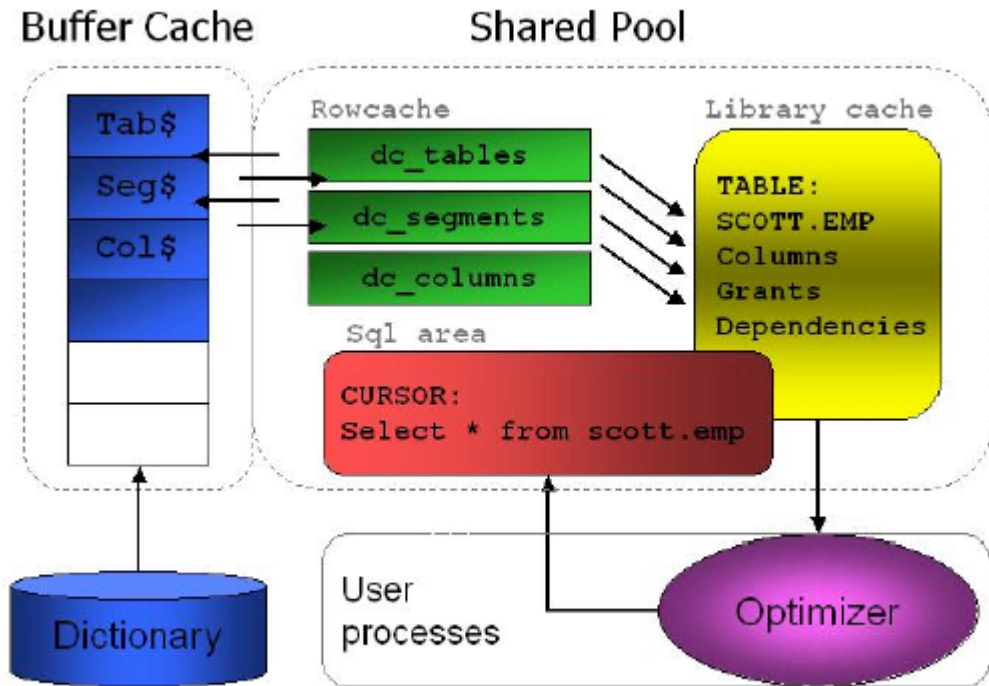 Buffer Cache
Shared Pool
Rowcache
Library cache
Tab$
Seg$
Col$
dc_tables
dc_segments
dc_columns
TABLE:
SCOTT.EMP
Columns
Grants
Dependencies
Sql area
CURSOR:
Select * from scott.emp
Dictionary
User
processes
Optimizer